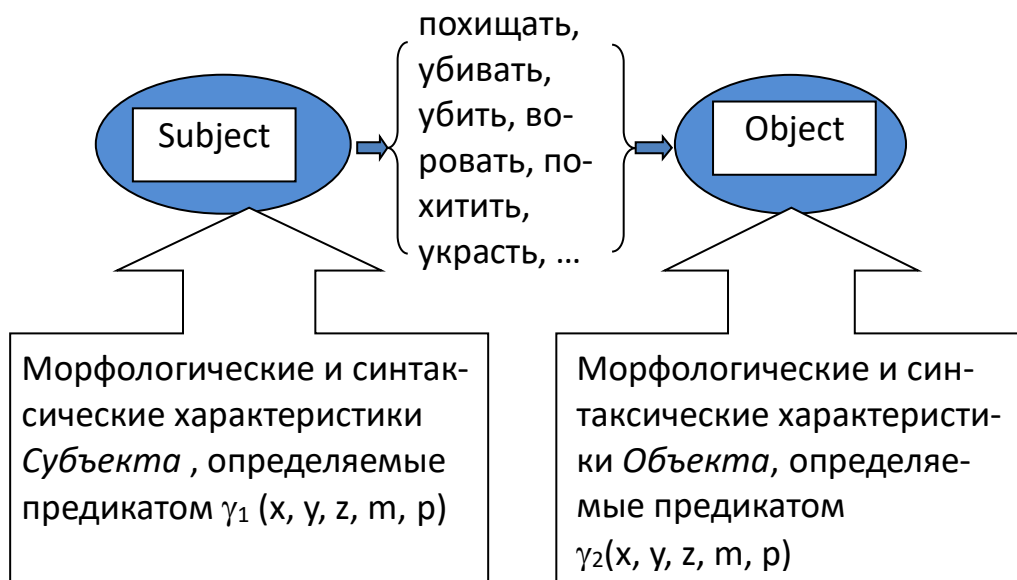 Subject
похищать,
убивать,
убить, во-
ровать, по-
хитить,
украсть, ...
Object
Морфологические и синтак-
сические характеристики
Субъекта , определяемые
предикатом γ₁ (x, y, z, m, p)
Морфологические и син-
таксические характеристи-
ки Объекта, определяе-
мые предикатом
γ₂(x, y, z, m, p)